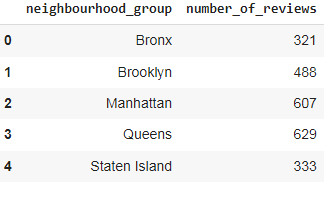 neighbourhood_group number_of_reviews
0 Bronx 321
1 Brooklyn 488
2 Manhattan 607
3 Queens 629
4 Staten Island 333